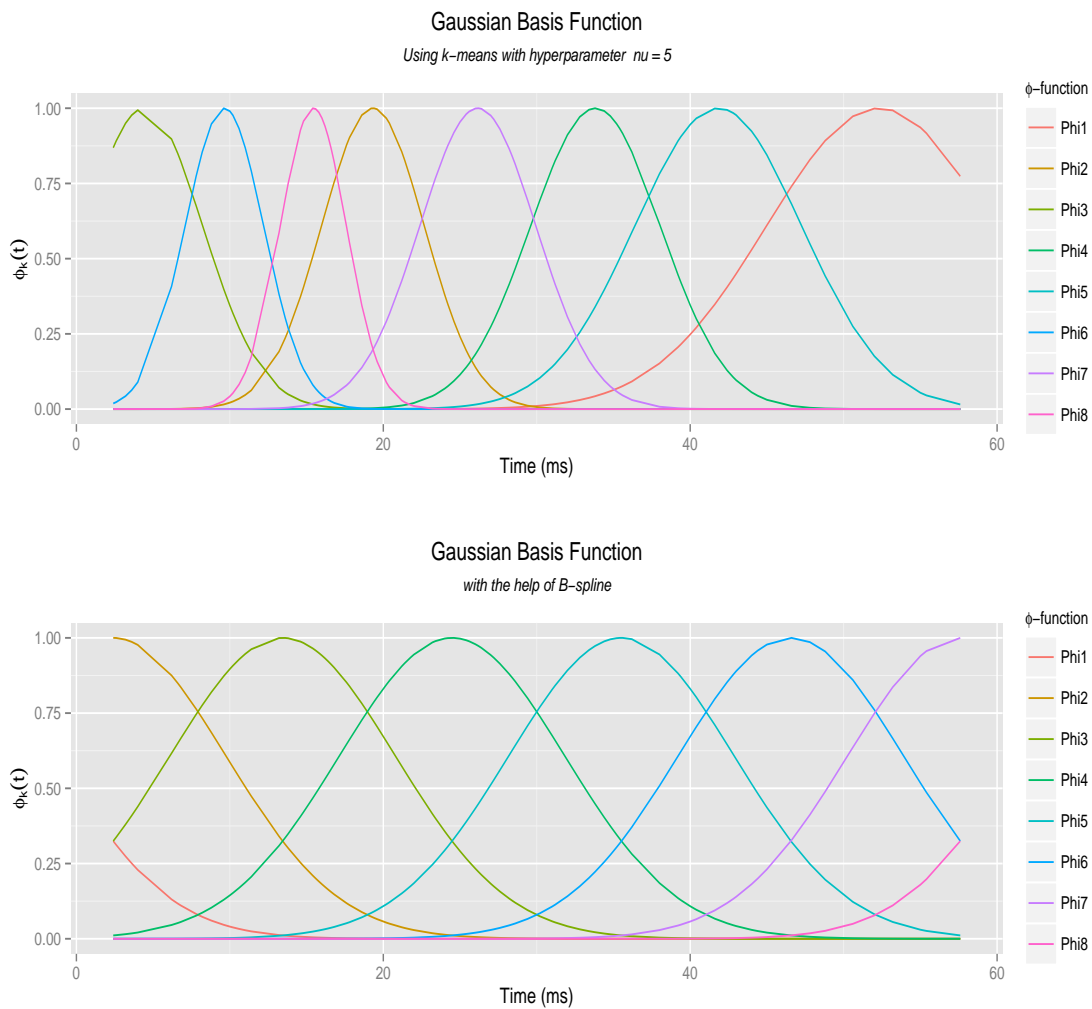 Gaussian Basis Function
Using k−means with hyperparameter nu = 5
ϕ−function
Phi1
Phi2
Phi3
Phi4
Phi5
Phi6
Phi7
Phi8
ϕk(t)
1.00
0.75
0.50
0.25
0.00
0 20 40 60
Time (ms)
Gaussian Basis Function
with the help of B−spline
ϕ−function
Phi1
Phi2
Phi3
Phi4
Phi5
Phi6
Phi7
Phi8
ϕk(t)
1.00
0.75
0.50
0.25
0.00
0 20 40 60
Time (ms)